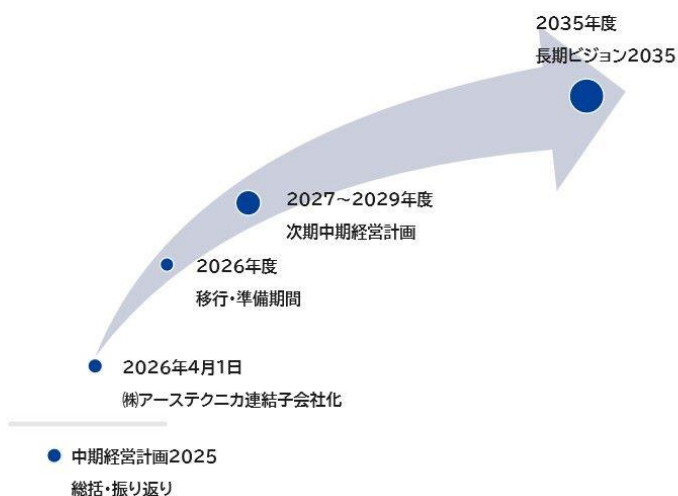 2035年度
長期ビジョン2035
2027～2029年度
次期中期経営計画
2026年度
移行・準備期間
2026年4月1日
㈱アーステクニカ連結子会社化
中期経営計画2025
総括・振り返り